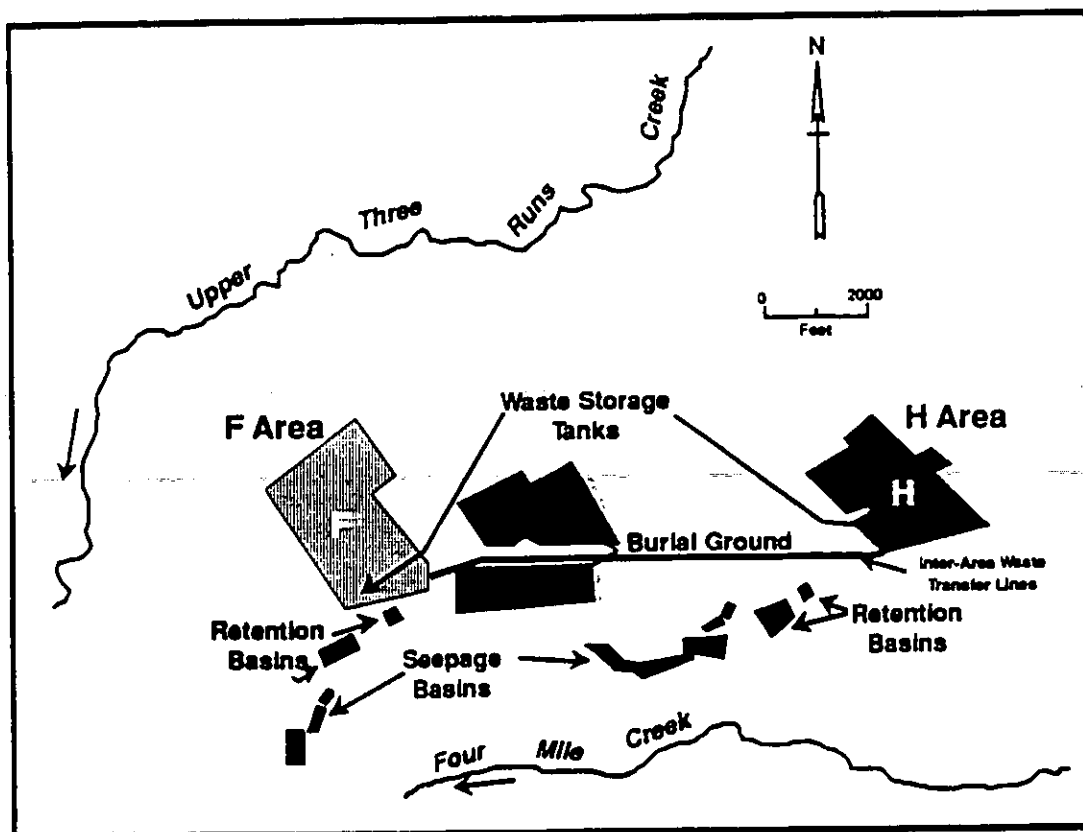 N
Upper Three Runs Creek
0 2000
Feet
F Area
Waste Storage
Tanks
H Area
F
H
Burial Ground
Inter-Area Waste
Transfer Lines
Retention
Basins
Seepage
Basins
Retention
Basins
Four Mile Creek